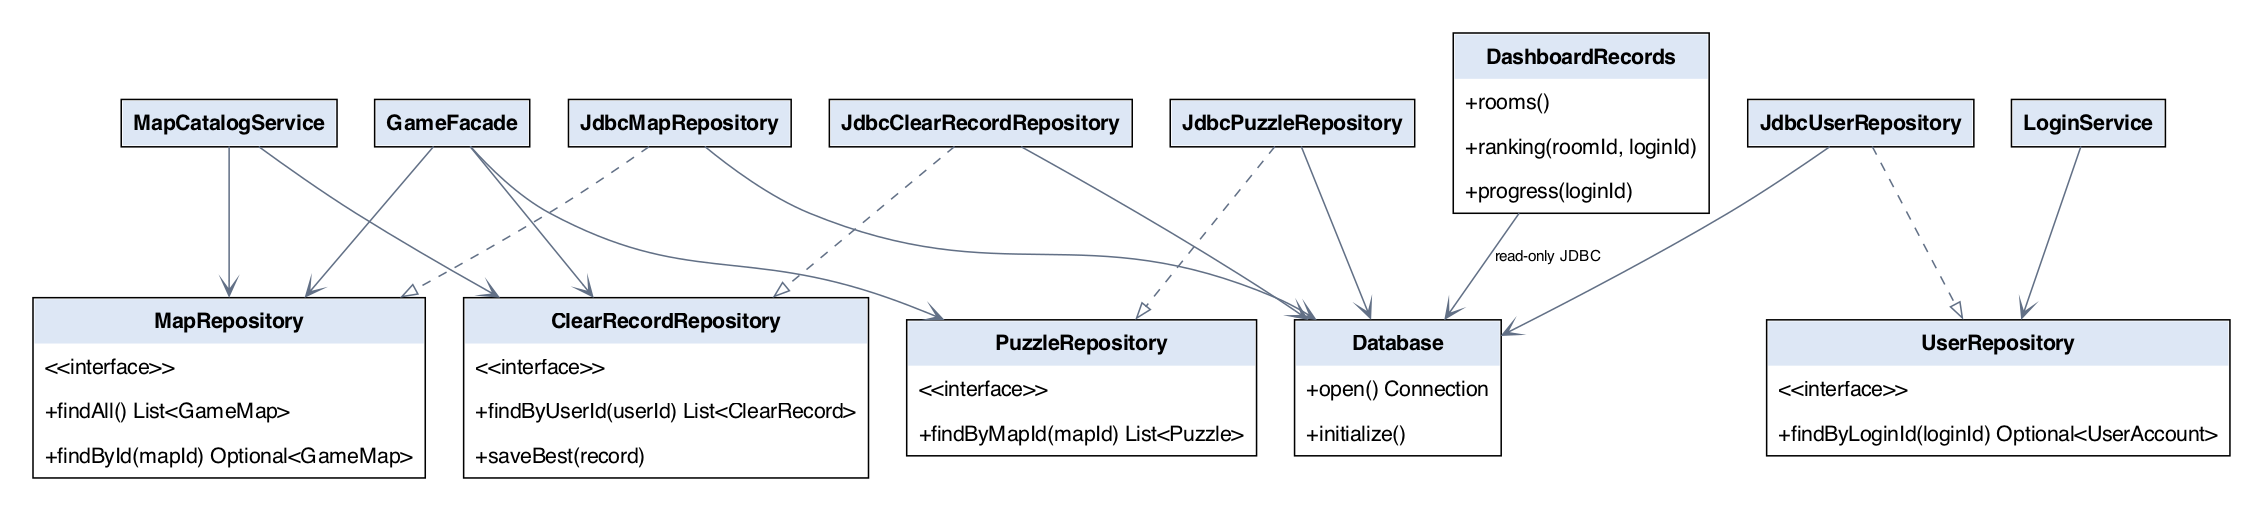 MapCatalogService
GameFacade
JdbcMapRepository
JdbcClearRecordRepository
JdbcPuzzleRepository
DashboardRecords
+rooms()
+ranking(roomId, loginId)
+progress(loginId)
JdbcUserRepository
LoginService
read-only JDBC
MapRepository
<<interface>>
+findAll() List<GameMap>
+findById(mapId) Optional<GameMap>
ClearRecordRepository
<<interface>>
+findByUserId(userId) List<ClearRecord>
+saveBest(record)
PuzzleRepository
<<interface>>
+findByMapId(mapId) List<Puzzle>
Database
+open() Connection
+initialize()
UserRepository
<<interface>>
+findByLoginId(loginId) Optional<UserAccount>